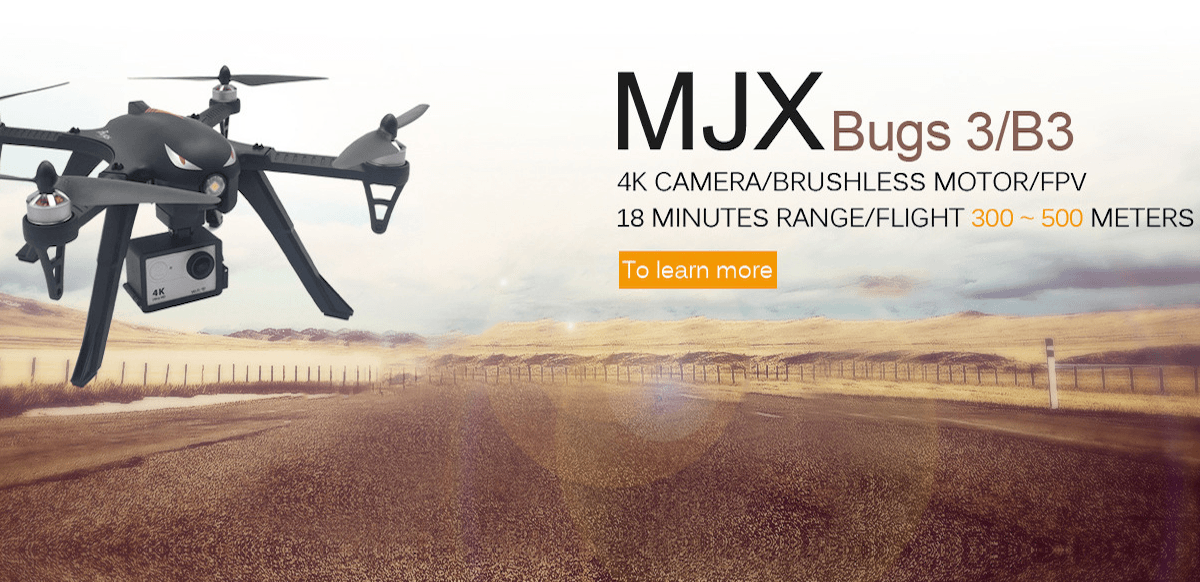 MJX Bugs 3/B3
4K CAMERA/BRUSHLESS MOTOR/FPV
18 MINUTES RANGE/FLIGHT 300 ~ 500 METERS
To learn more
4K